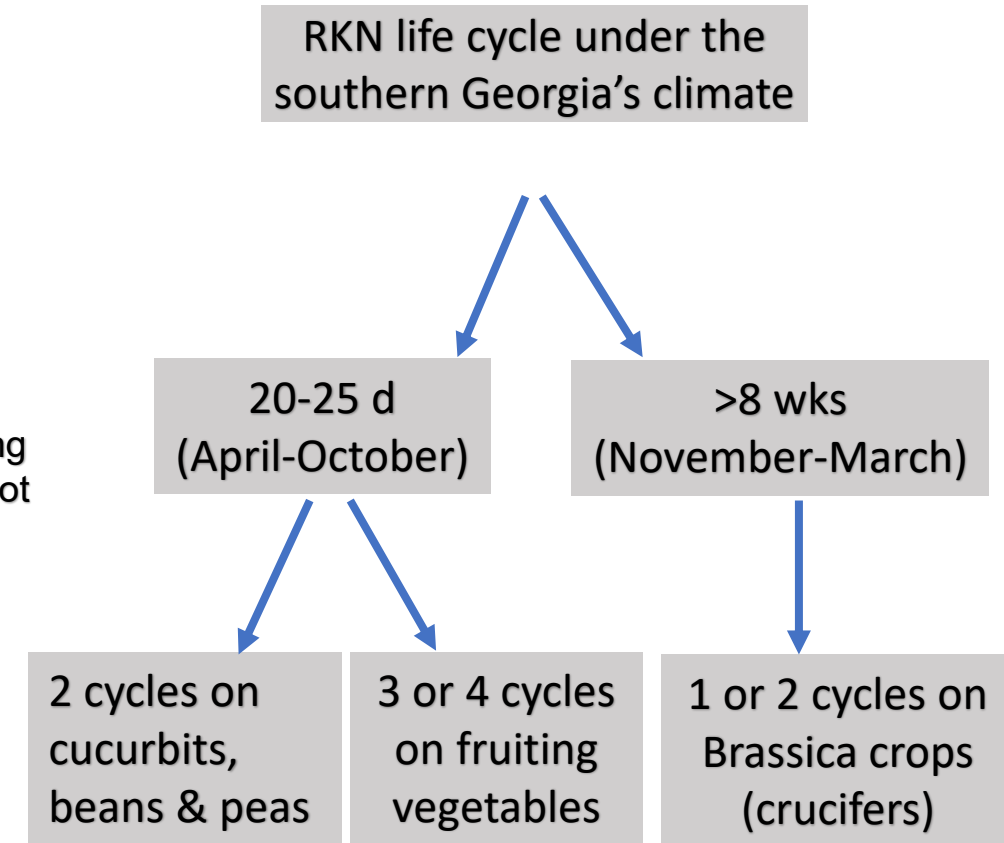 RKN life cycle under the
southern Georgia's climate
20-25 d
(April-October)
>8 wks
(November-March)
2 cycles on
cucurbits,
beans & peas
3 or 4 cycles
on fruiting
vegetables
1 or 2 cycles on
Brassica crops
(crucifers)